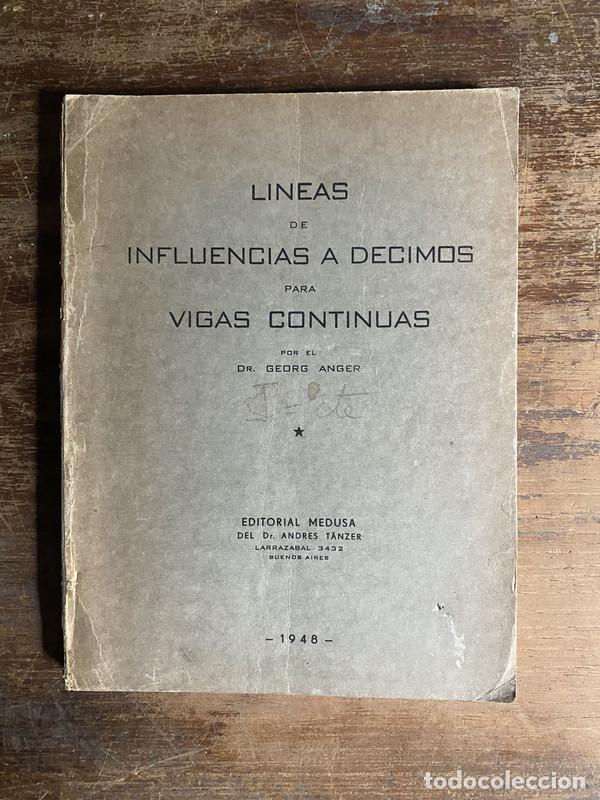 LINEAS
DE
INFLUENCIAS A DECIMOS
PARA
VIGAS CONTINUAS
POR EL
DR. GEORG ANGER
I = cte
★
EDITORIAL MEDUSA
DEL Dr. ANDRES TÄNZER
LARRAZABAL 3432
BUENOS AIRES
– 1948 –
todocoleccion